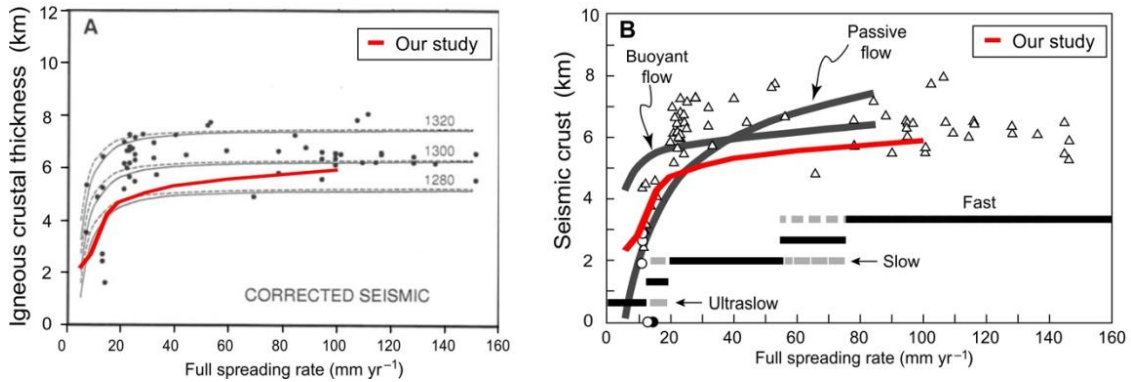 A
Our study
Igneous crustal thickness (km)
12
10
8
6
4
2
0
1320
1300
1280
CORRECTED SEISMIC
0 20 40 60 80 100 120 140 160
Full spreading rate (mm yr⁻¹)
B
Our study
Seismic crust (km)
10
8
6
4
2
0
Buoyant
flow
Passive
flow
Fast
Slow
Ultraslow
0 20 40 60 80 100 120 140 160
Full spreading rate (mm yr⁻¹)